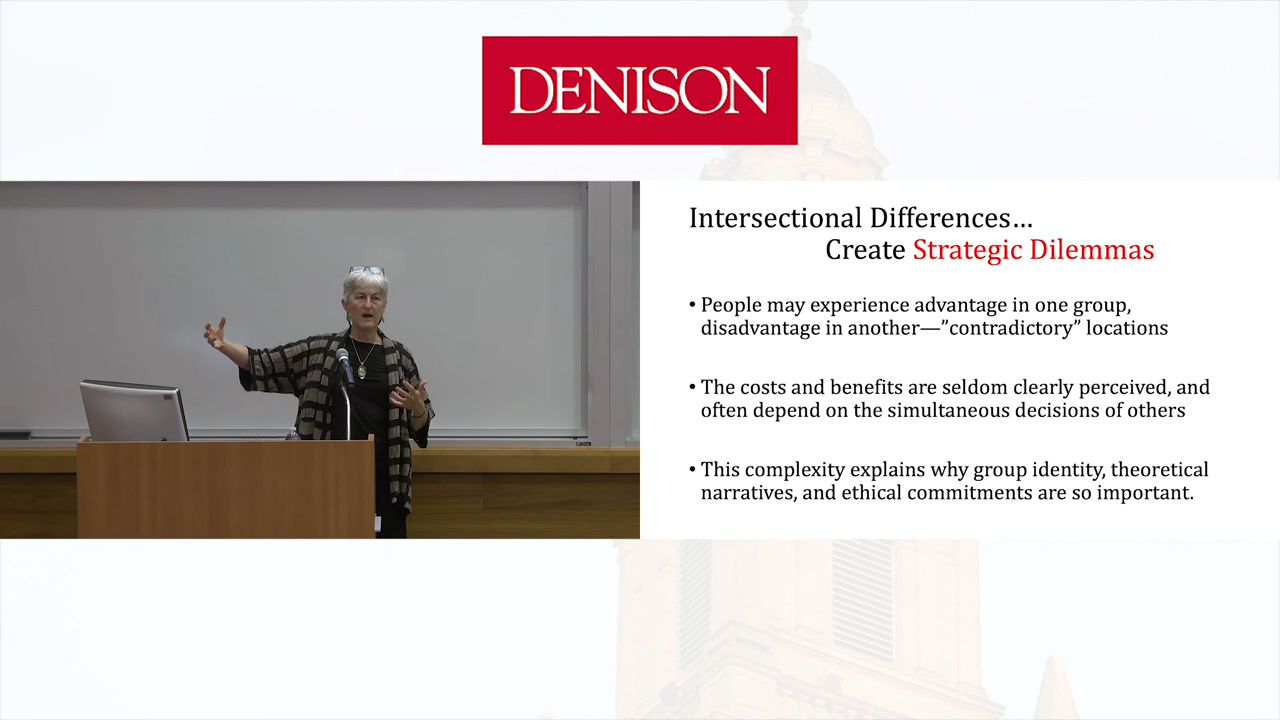 DENISON
Intersectional Differences…
Create Strategic Dilemmas
• People may experience advantage in one group,
disadvantage in another—”contradictory” locations
• The costs and benefits are seldom clearly perceived, and
often depend on the simultaneous decisions of others
• This complexity explains why group identity, theoretical
narratives, and ethical commitments are so important.